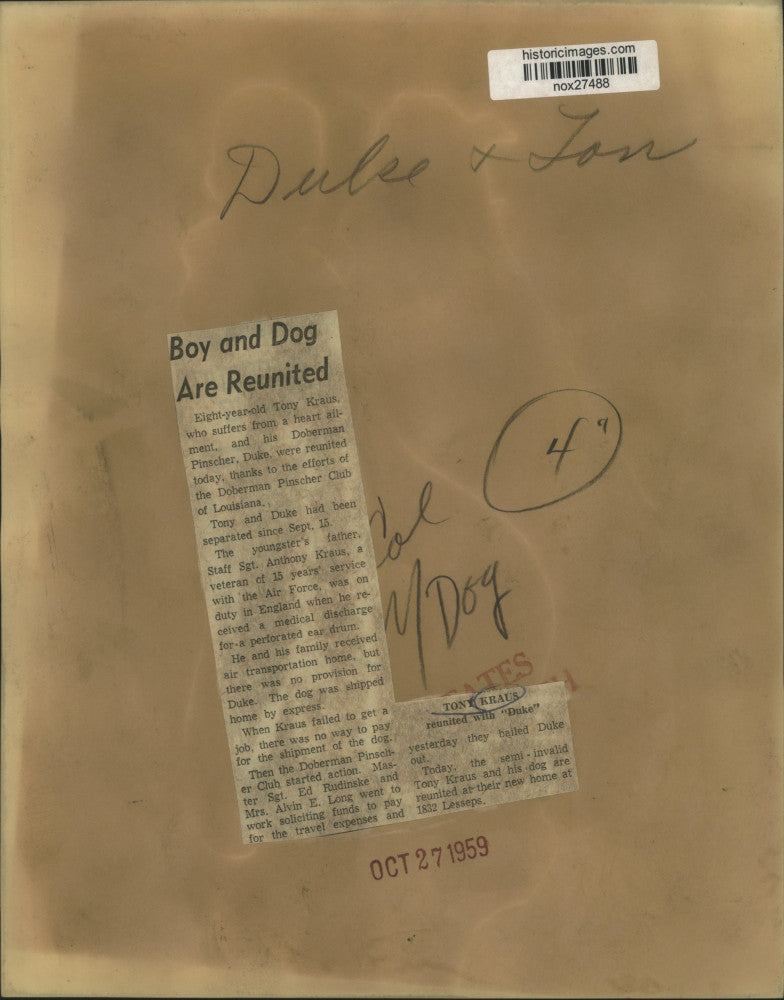 historicimages.com
nox27488
Duke +
Boy and Dog
Are Reunited
Eight-year-old Tony Kraus,
who suffers from a heart ail-
ment, and his Doberman
Pinscher, Duke, were reunited
today, thanks to the efforts of
the Doberman Pinscher Club
of Louisiana.
Tony and Duke had been
separated since Sept. 15.
The youngster's father,
Staff Sgt. Anthony Kraus, a
veteran of 15 years' service
with the Air Force, was on
duty in England when he re-
ceived a medical discharge
for a perforated ear drum.
He and his family received
air transportation home, but
there was no provision for
Duke. The dog was shipped
home by express.
When Kraus failed to get a
job, there was no way to pay
for the shipment of the dog.
Then the Doberman Pinsch-
er Club started action. Mas-
ter Sgt. Ed Rudinske and
Mrs. Alvin E. Long went to
work soliciting funds to pay
for the travel expenses and
4"
Col
Dog
TONY KRAUS
reunited with "Duke"
yesterday they bailed Duke
out.
Today, the semi-invalid
Tony Kraus and his dog are
reunited at their new home at
1832 Lesseps.
OCT 27 1959